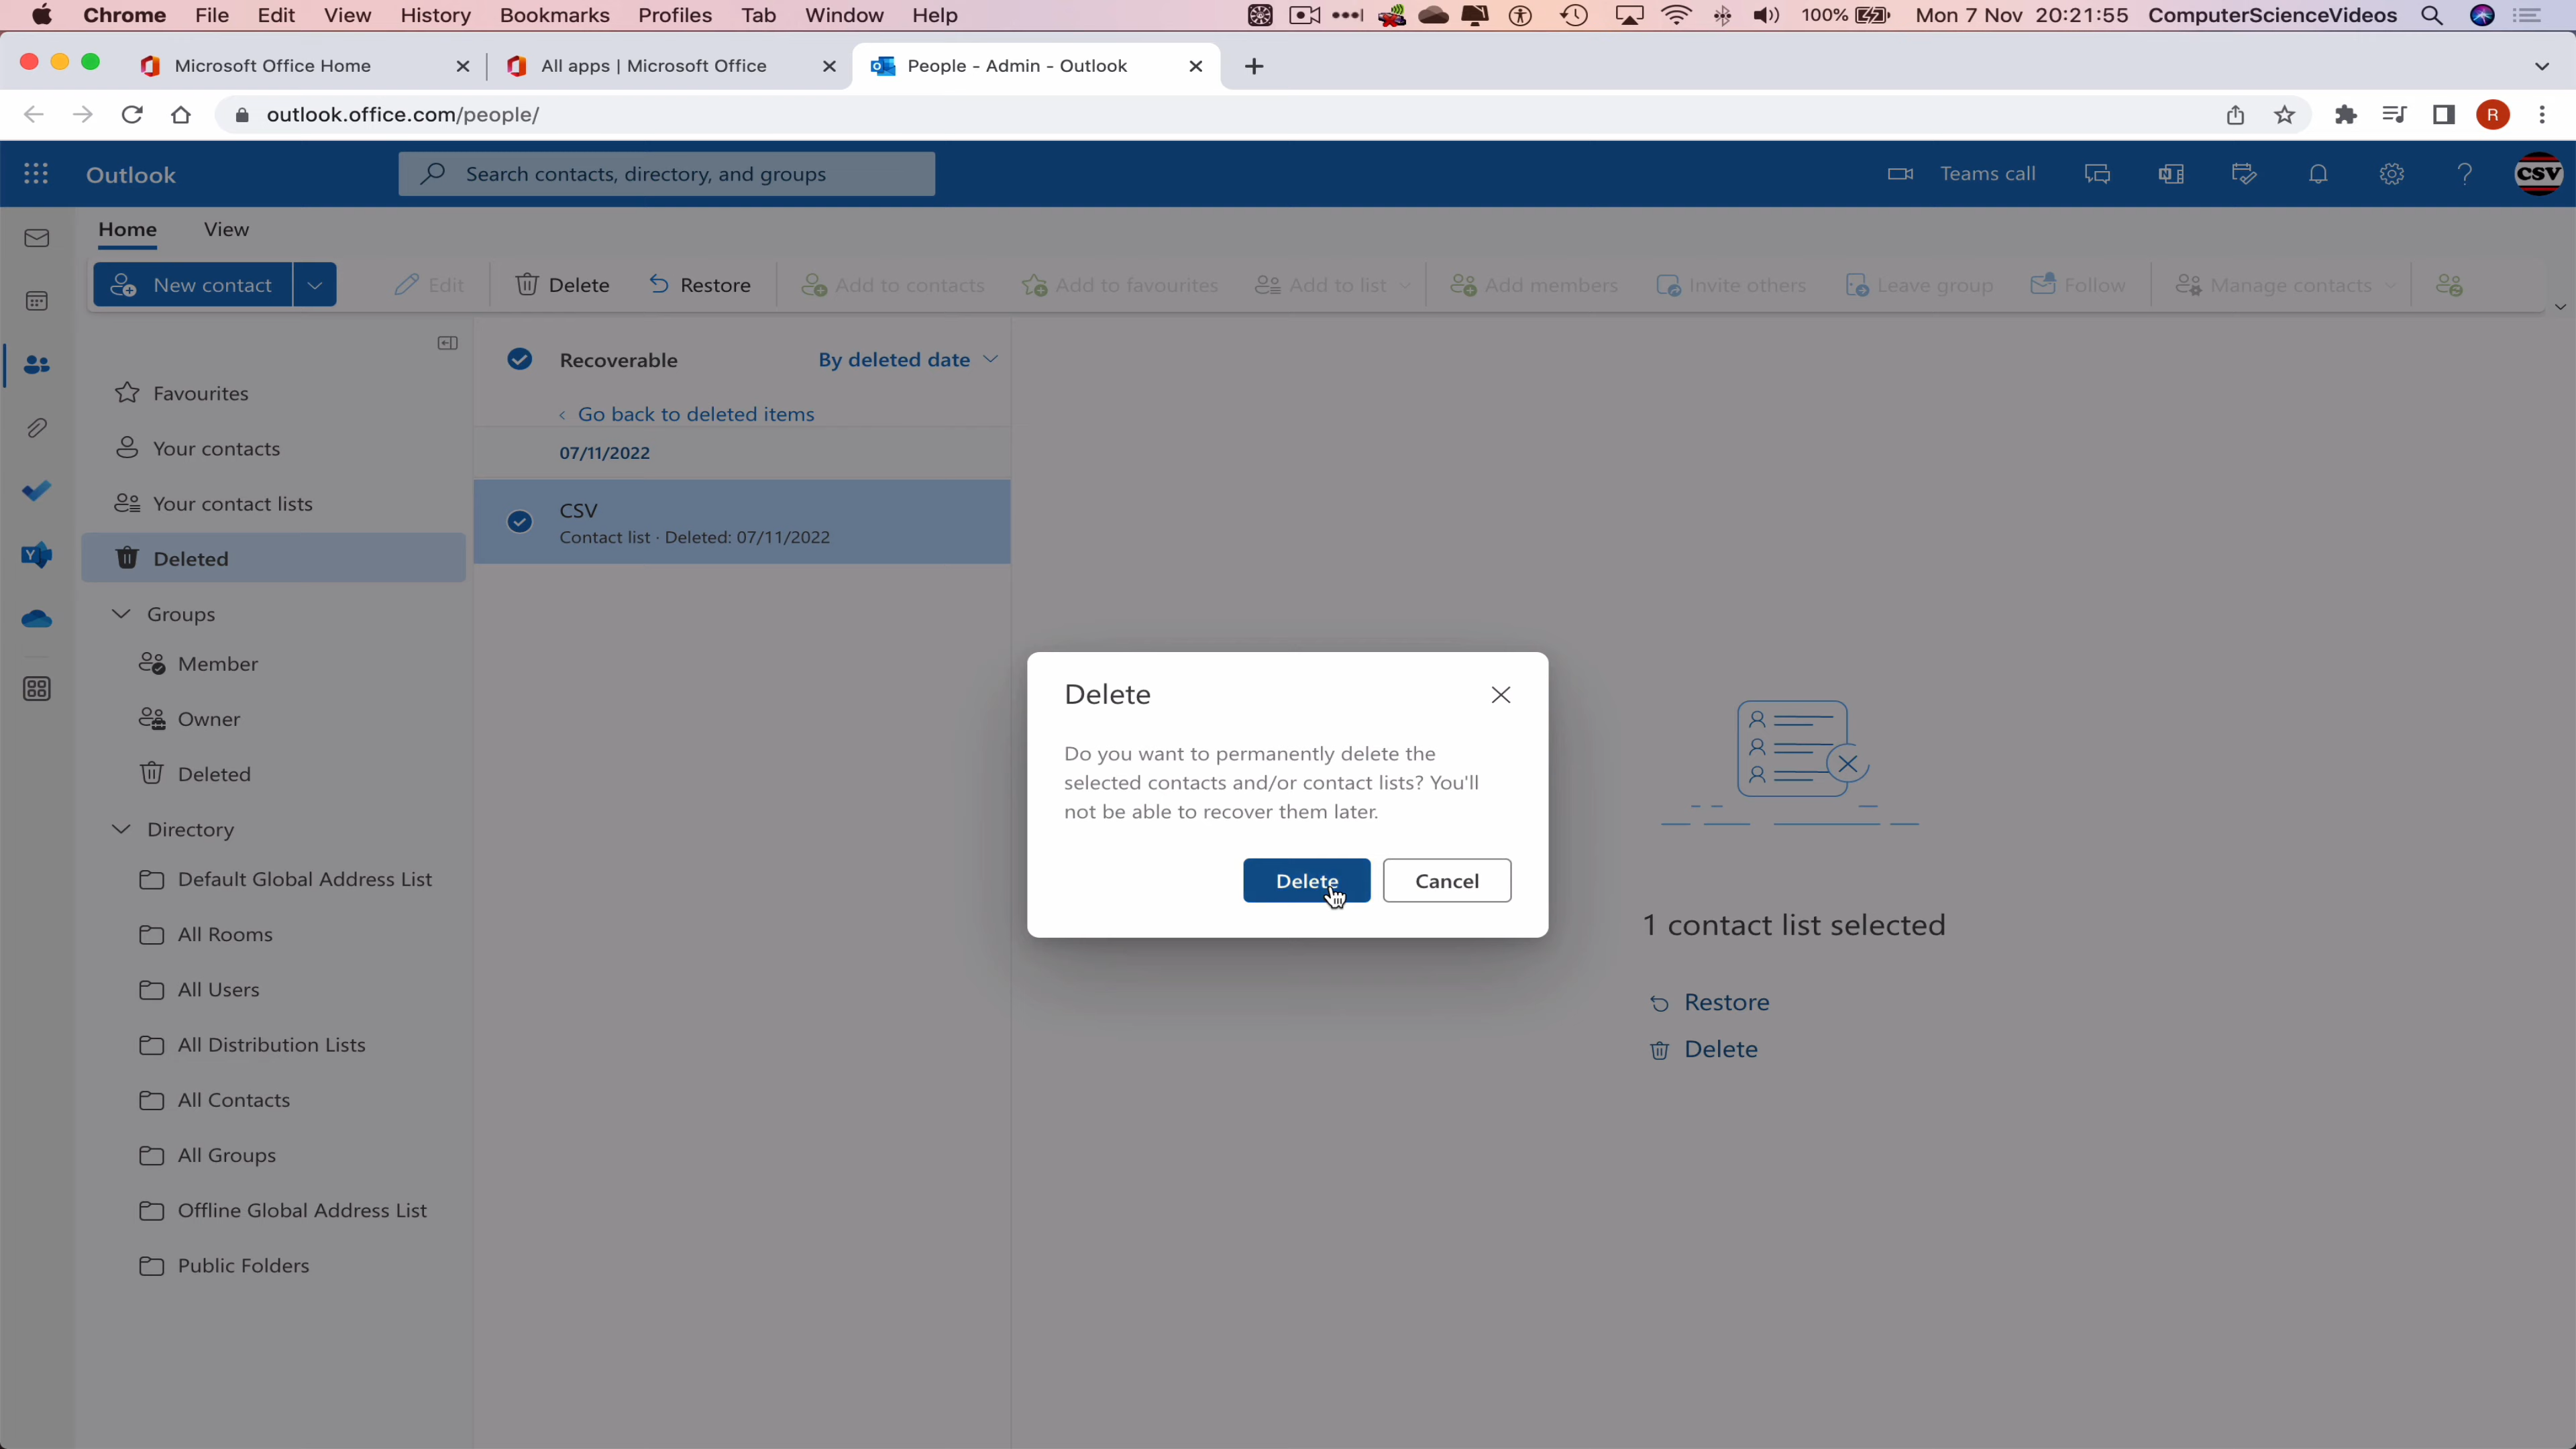 Chrome File Edit View History Bookmarks Profiles Tab Window Help 100% Mon 7 Nov 20:21:55 ComputerScienceVideos
Microsoft Office Home All apps | Microsoft Office People - Admin - Outlook
outlook.office.com/people/ R
Outlook Search contacts, directory, and groups Teams call CSV
Home View
New contact Edit Delete Restore Add to contacts Add to favourites Add to list Add members Invite others Leave group Follow Manage contacts
Favourites
Your contacts
Your contact lists
Deleted
Groups
Member
Owner
Deleted
Directory
Default Global Address List
All Rooms
All Users
All Distribution Lists
All Contacts
All Groups
Offline Global Address List
Public Folders
Recoverable By deleted date
Go back to deleted items
07/11/2022
CSV
Contact list · Deleted: 07/11/2022
Delete
Do you want to permanently delete the
selected contacts and/or contact lists? You'll
not be able to recover them later.
Delete Cancel
1 contact list selected
Restore
Delete